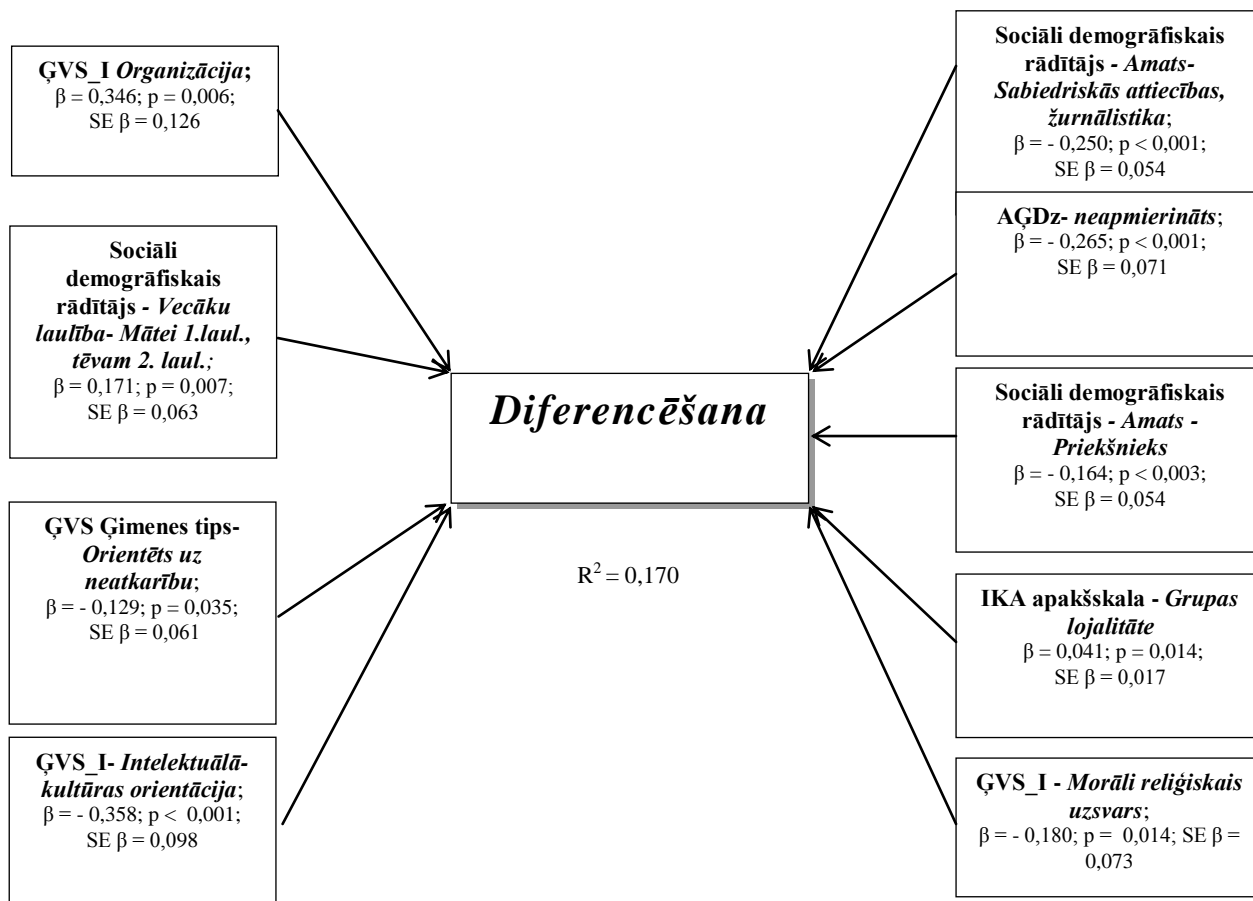 ĢVS_I Organizācija;
β = 0,346; p = 0,006;
SE β = 0,126
Sociāli
demogrāfiskais
rādītājs - Vecāku
laulība- Mātei 1.laul.,
tēvam 2. laul.;
β = 0,171; p = 0,007;
SE β = 0,063
ĢVS Ģimenes tips-
Orientēts uz
neatkarību;
β = - 0,129; p = 0,035;
SE β = 0,061
ĢVS_I- Intelektuālā-
kultūras orientācija;
β = - 0,358; p < 0,001;
SE β = 0,098
Diferencēšana
R² = 0,170
Sociāli demogrāfiskais
rādītājs - Amats-
Sabiedriskās attiecības,
žurnālistika;
β = - 0,250; p < 0,001;
SE β = 0,054
AĢDz- neapmierināts;
β = - 0,265; p < 0,001;
SE β = 0,071
Sociāli demogrāfiskais
rādītājs - Amats -
Priekšnieks
β = - 0,164; p < 0,003;
SE β = 0,054
IKA apakšskala - Grupas
lojalitāte
β = 0,041; p = 0,014;
SE β = 0,017
ĢVS_I - Morāli reliģiskais
uzsvars;
β = - 0,180; p = 0,014; SE β =
0,073